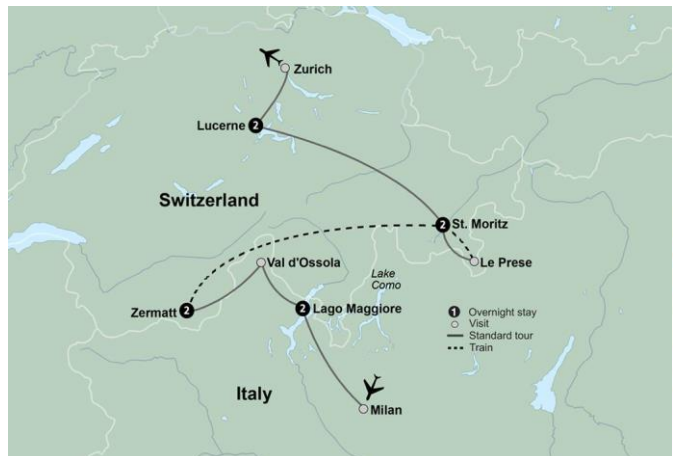 Zurich
Lucerne 2
Switzerland
2 St. Moritz
Val d'Ossola
Le Prese
Lake
Como
Zermatt 2
2 Lago Maggiore
1 Overnight stay
Visit
Standard tour
Train
Italy
Milan